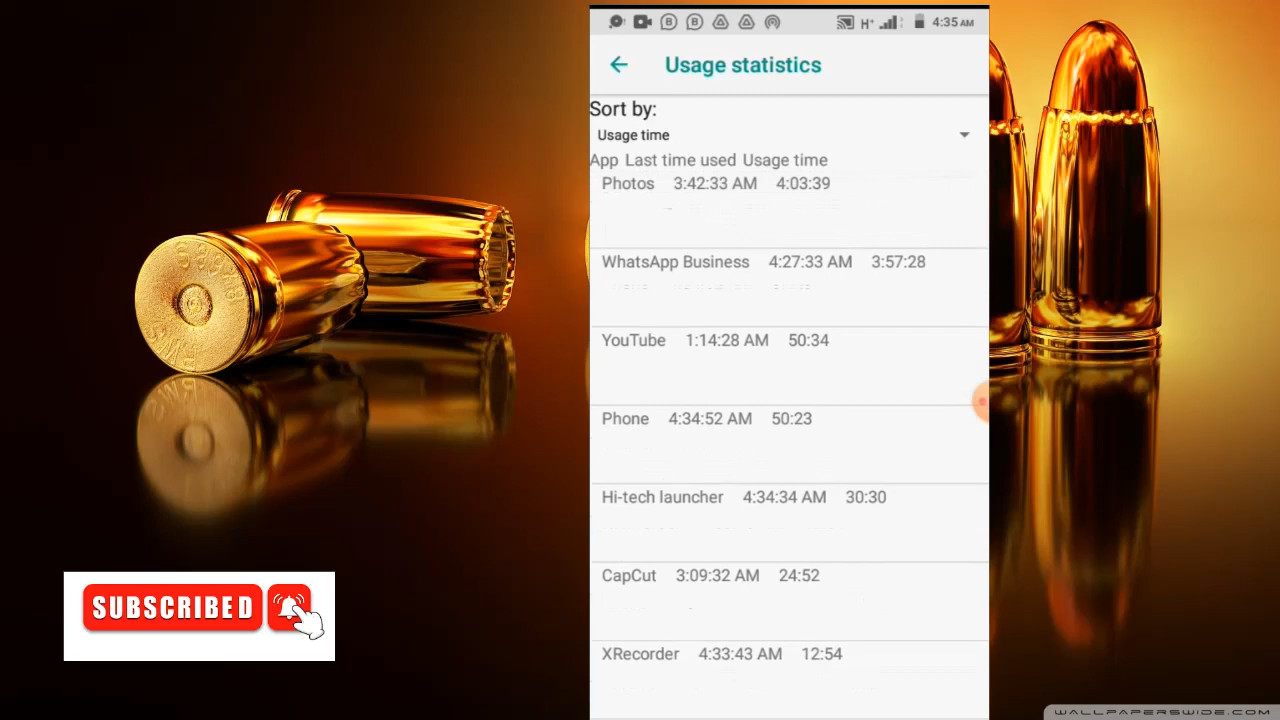 4:35 AM
Usage statistics
Sort by:
Usage time
App Last time used Usage time
Photos 3:42:33 AM 4:03:39
WhatsApp Business 4:27:33 AM 3:57:28
YouTube 1:14:28 AM 50:34
Phone 4:34:52 AM 50:23
Hi-tech launcher 4:34:34 AM 30:30
CapCut 3:09:32 AM 24:52
XRecorder 4:33:43 AM 12:54
SUBSCRIBED
WALLPAPERSWIDE.COM